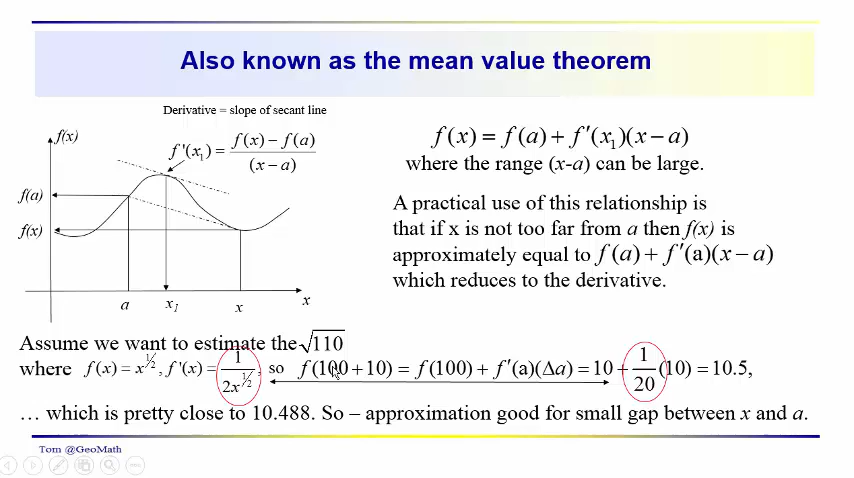 Also known as the mean value theorem
Derivative = slope of secant line
f(x)
f '(x₁) = (f(x) − f(a)) / (x − a)
f(a)
f(x)
a
x₁
x
x
f(x) = f(a) + f′(x₁)(x − a)
where the range (x-a) can be large.
A practical use of this relationship is
that if x is not too far from a then f(x) is
approximately equal to f(a) + f′(a)(x − a)
which reduces to the derivative.
Assume we want to estimate the √110
where f(x) = x^½, f '(x) = 1 / 2x^½, so f(100 + 10) = f(100) + f′(a)(Δa) = 10 + 1/20 (10) = 10.5,
… which is pretty close to 10.488. So – approximation good for small gap between x and a.
Tom @GeoMath